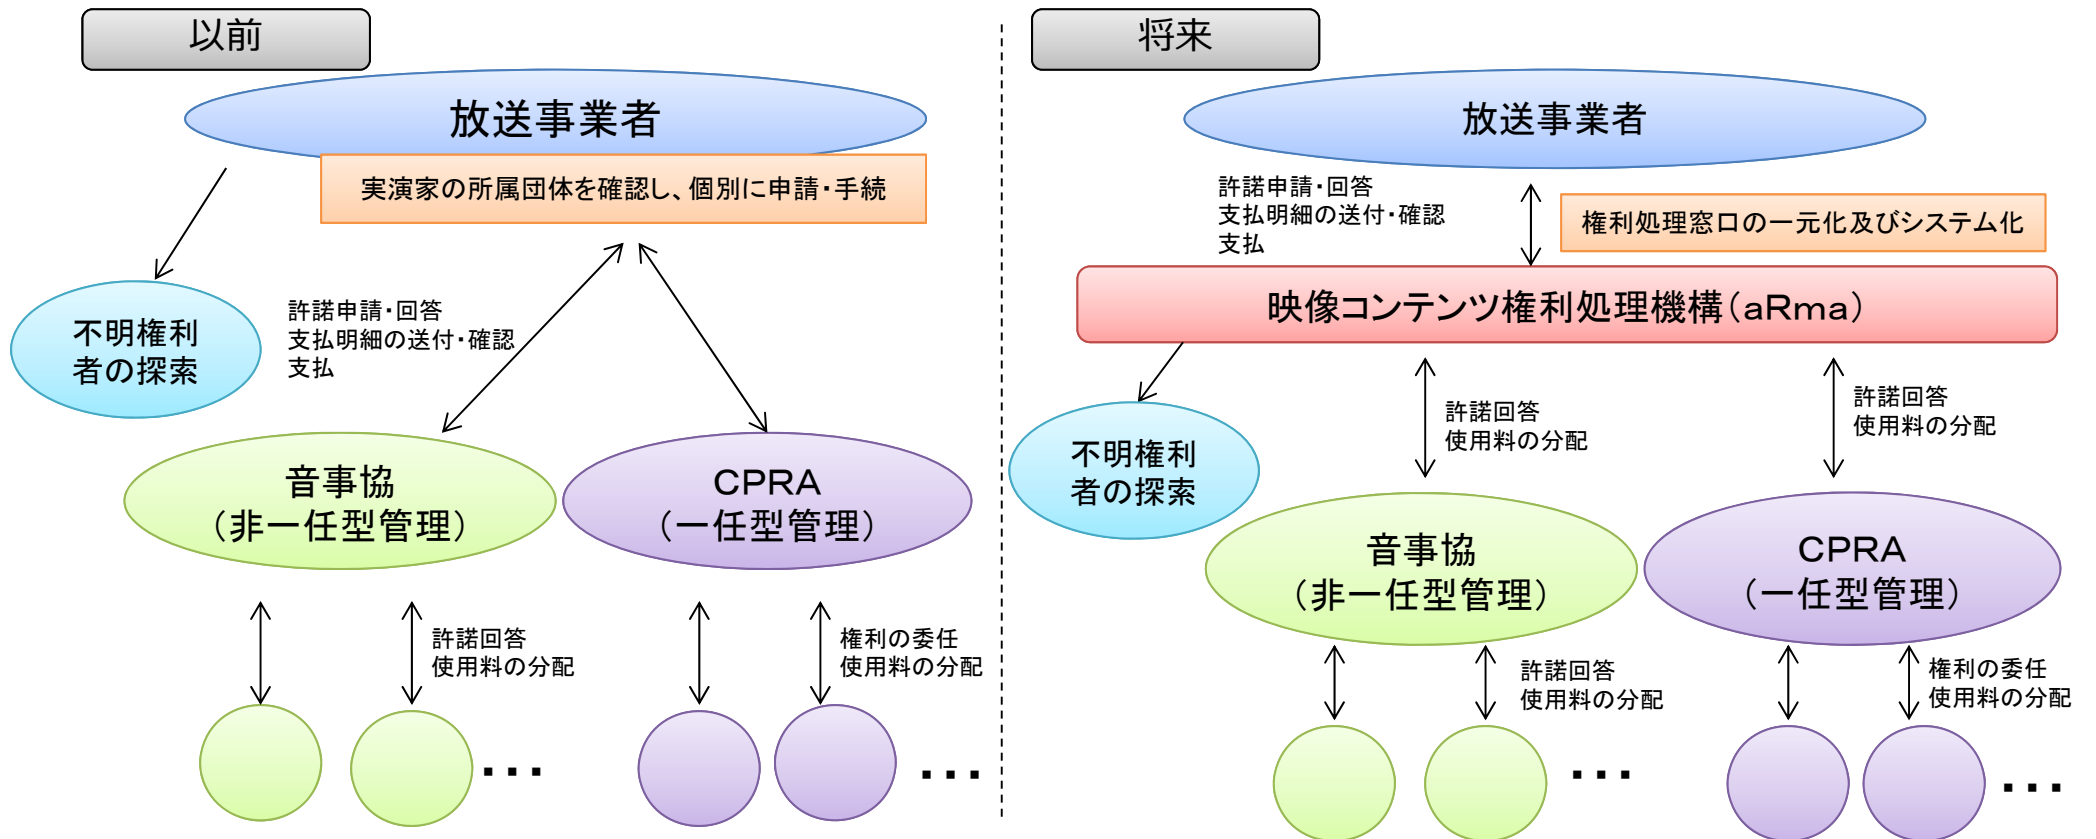 以前
放送事業者
実演家の所属団体を確認し、個別に申請・手続
許諾申請・回答
支払明細の送付・確認
支払
不明権利
者の探索
音事協
（非一任型管理）
CPRA
（一任型管理）
許諾回答
使用料の分配
権利の委任
使用料の分配
・・・
・・・
将来
放送事業者
許諾申請・回答
支払明細の送付・確認
支払
権利処理窓口の一元化及びシステム化
映像コンテンツ権利処理機構（aRma）
不明権利
者の探索
許諾回答
使用料の分配
許諾回答
使用料の分配
音事協
（非一任型管理）
CPRA
（一任型管理）
許諾回答
使用料の分配
権利の委任
使用料の分配
・・・
・・・